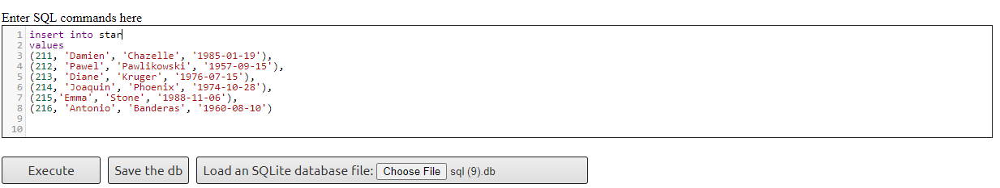 Enter SQL commands here
1 insert into star
2 values
3 (211, 'Damien', 'Chazelle', '1985-01-19'),
4 (212, 'Pawel', 'Pawlikowski', '1957-09-15'),
5 (213, 'Diane', 'Kruger', '1976-07-15'),
6 (214, 'Joaquin', 'Phoenix', '1974-10-28'),
7 (215,'Emma', 'Stone', '1988-11-06'),
8 (216, 'Antonio', 'Banderas', '1960-08-10')
9
10
Execute Save the db Load an SQLite database file: Choose File sql (9).db